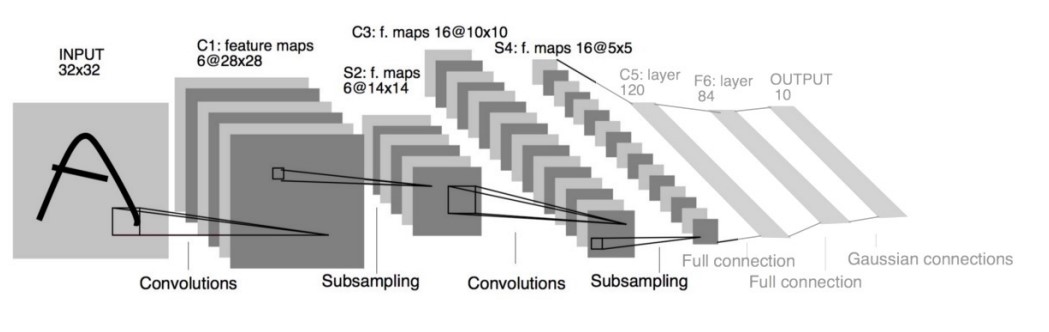 INPUT
32x32
C1: feature maps
6@28x28
S2: f. maps
6@14x14
C3: f. maps 16@10x10
S4: f. maps 16@5x5
C5: layer
120
F6: layer
84
OUTPUT
10
A
Convolutions
Subsampling
Convolutions
Subsampling
Full connection
Full connection
Gaussian connections